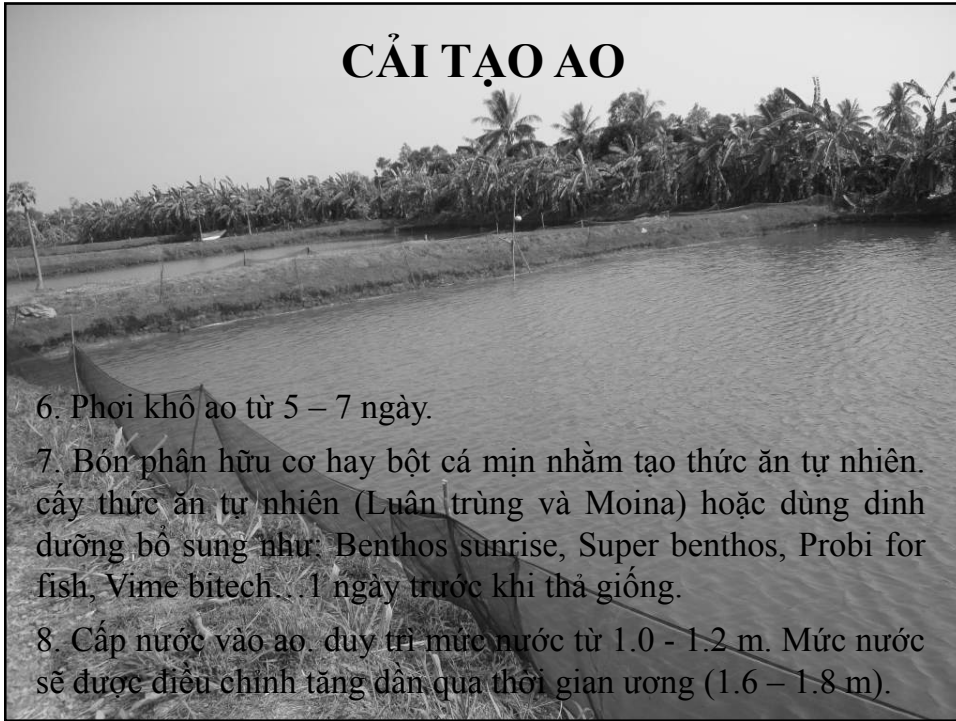 CẢI TẠO AO
6. Phơi khô ao từ 5 – 7 ngày.
7. Bón phân hữu cơ hay bột cá mịn nhằm tạo thức ăn tự nhiên.
cấy thức ăn tự nhiên (Luân trùng và Moina) hoặc dùng dinh
dưỡng bổ sung như: Benthos sunrise, Super benthos, Probi for
fish, Vime bitech…1 ngày trước khi thả giống.
8. Cấp nước vào ao. duy trì mức nước từ 1.0 - 1.2 m. Mức nước
sẽ được điều chỉnh tăng dần qua thời gian ương (1.6 – 1.8 m).